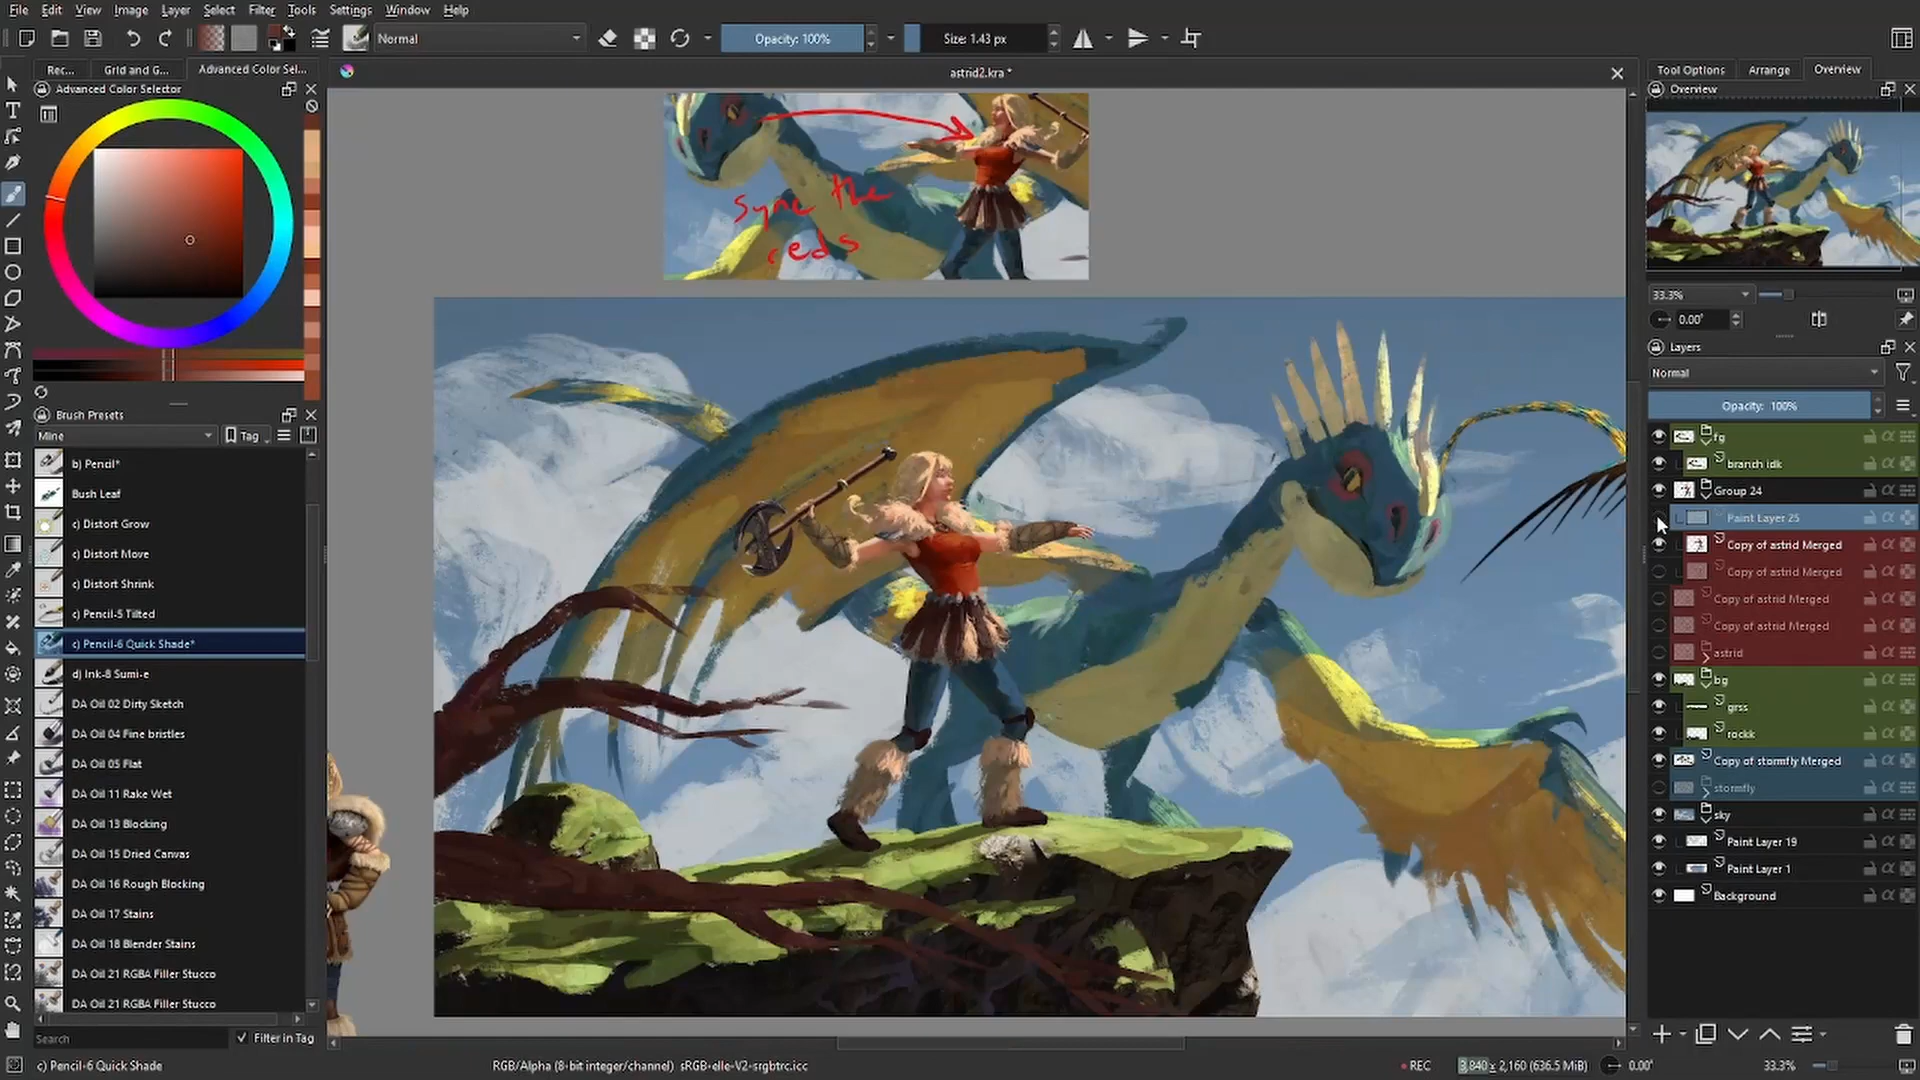 File Edit View Image Layer Select Filter Tools Settings Window Help
Normal Opacity: 100% Size: 1.43 px
Rec... Grid and G... Advanced Color Sel...
Advanced Color Selector
astrid2.kra *
Sync the
reds
Tool Options Arrange Overview
Overview
33.3%
0.00°
Layers
Normal
Opacity: 100%
fg
branch idk
Group 24
Paint Layer 25
Copy of astrid Merged
Copy of astrid Merged
Copy of astrid Merged
Copy of astrid Merged
astrid
bg
grss
rockk
Copy of stormfly Merged
stormfly
sky
Paint Layer 19
Paint Layer 1
Background
Brush Presets
Mine Tag
b) Pencil*
Bush Leaf
c) Distort Grow
c) Distort Move
c) Distort Shrink
c) Pencil-5 Tilted
c) Pencil-6 Quick Shade*
d) Ink-8 Sumi-e
DA Oil 02 Dirty Sketch
DA Oil 04 Fine bristles
DA Oil 05 Flat
DA Oil 11 Rake Wet
DA Oil 13 Blocking
DA Oil 15 Dried Canvas
DA Oil 16 Rough Blocking
DA Oil 17 Stains
DA Oil 18 Blender Stains
DA Oil 21 RGBA Filler Stucco
DA Oil 21 RGBA Filler Stucco
Search Filter in Tag
c) Pencil-6 Quick Shade RGB/Alpha (8-bit integer/channel) sRGB-elle-V2-srgbtrc.icc REC 3,840 x 2,160 (636.5 MiB) 0.00° 33.3%